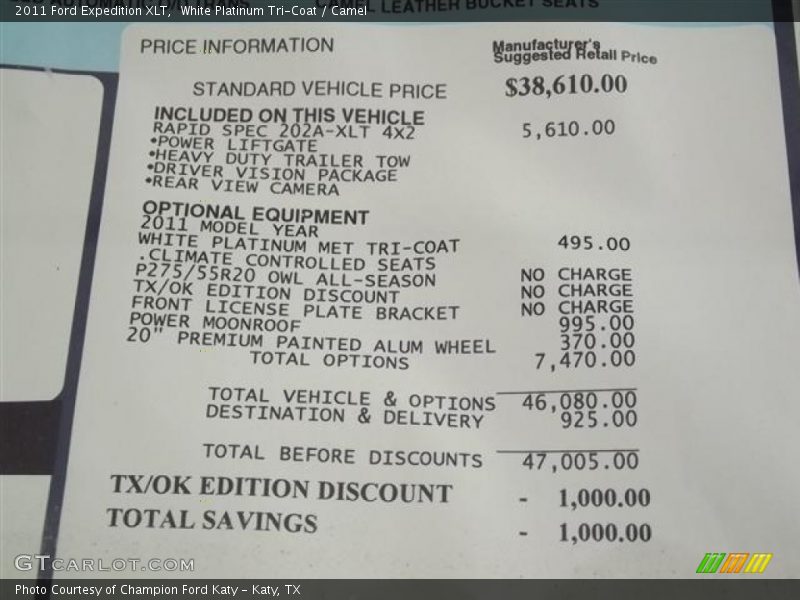 2011 Ford Expedition XLT, White Platinum Tri-Coat / Camel
CAMEL LEATHER BUCKET SEATS
PRICE INFORMATION
Manufacturer's
Suggested Retail Price
STANDARD VEHICLE PRICE $38,610.00
INCLUDED ON THIS VEHICLE
RAPID SPEC 202A-XLT 4X2 5,610.00
•POWER LIFTGATE
•HEAVY DUTY TRAILER TOW
•DRIVER VISION PACKAGE
•REAR VIEW CAMERA
OPTIONAL EQUIPMENT
2011 MODEL YEAR
WHITE PLATINUM MET TRI-COAT 495.00
.CLIMATE CONTROLLED SEATS
P275/55R20 OWL ALL-SEASON NO CHARGE
TX/OK EDITION DISCOUNT NO CHARGE
FRONT LICENSE PLATE BRACKET NO CHARGE
POWER MOONROOF 995.00
20" PREMIUM PAINTED ALUM WHEEL 370.00
TOTAL OPTIONS 7,470.00
TOTAL VEHICLE & OPTIONS 46,080.00
DESTINATION & DELIVERY 925.00
TOTAL BEFORE DISCOUNTS 47,005.00
TX/OK EDITION DISCOUNT - 1,000.00
TOTAL SAVINGS - 1,000.00
GTcarlot.com
Photo Courtesy of Champion Ford Katy - Katy, TX